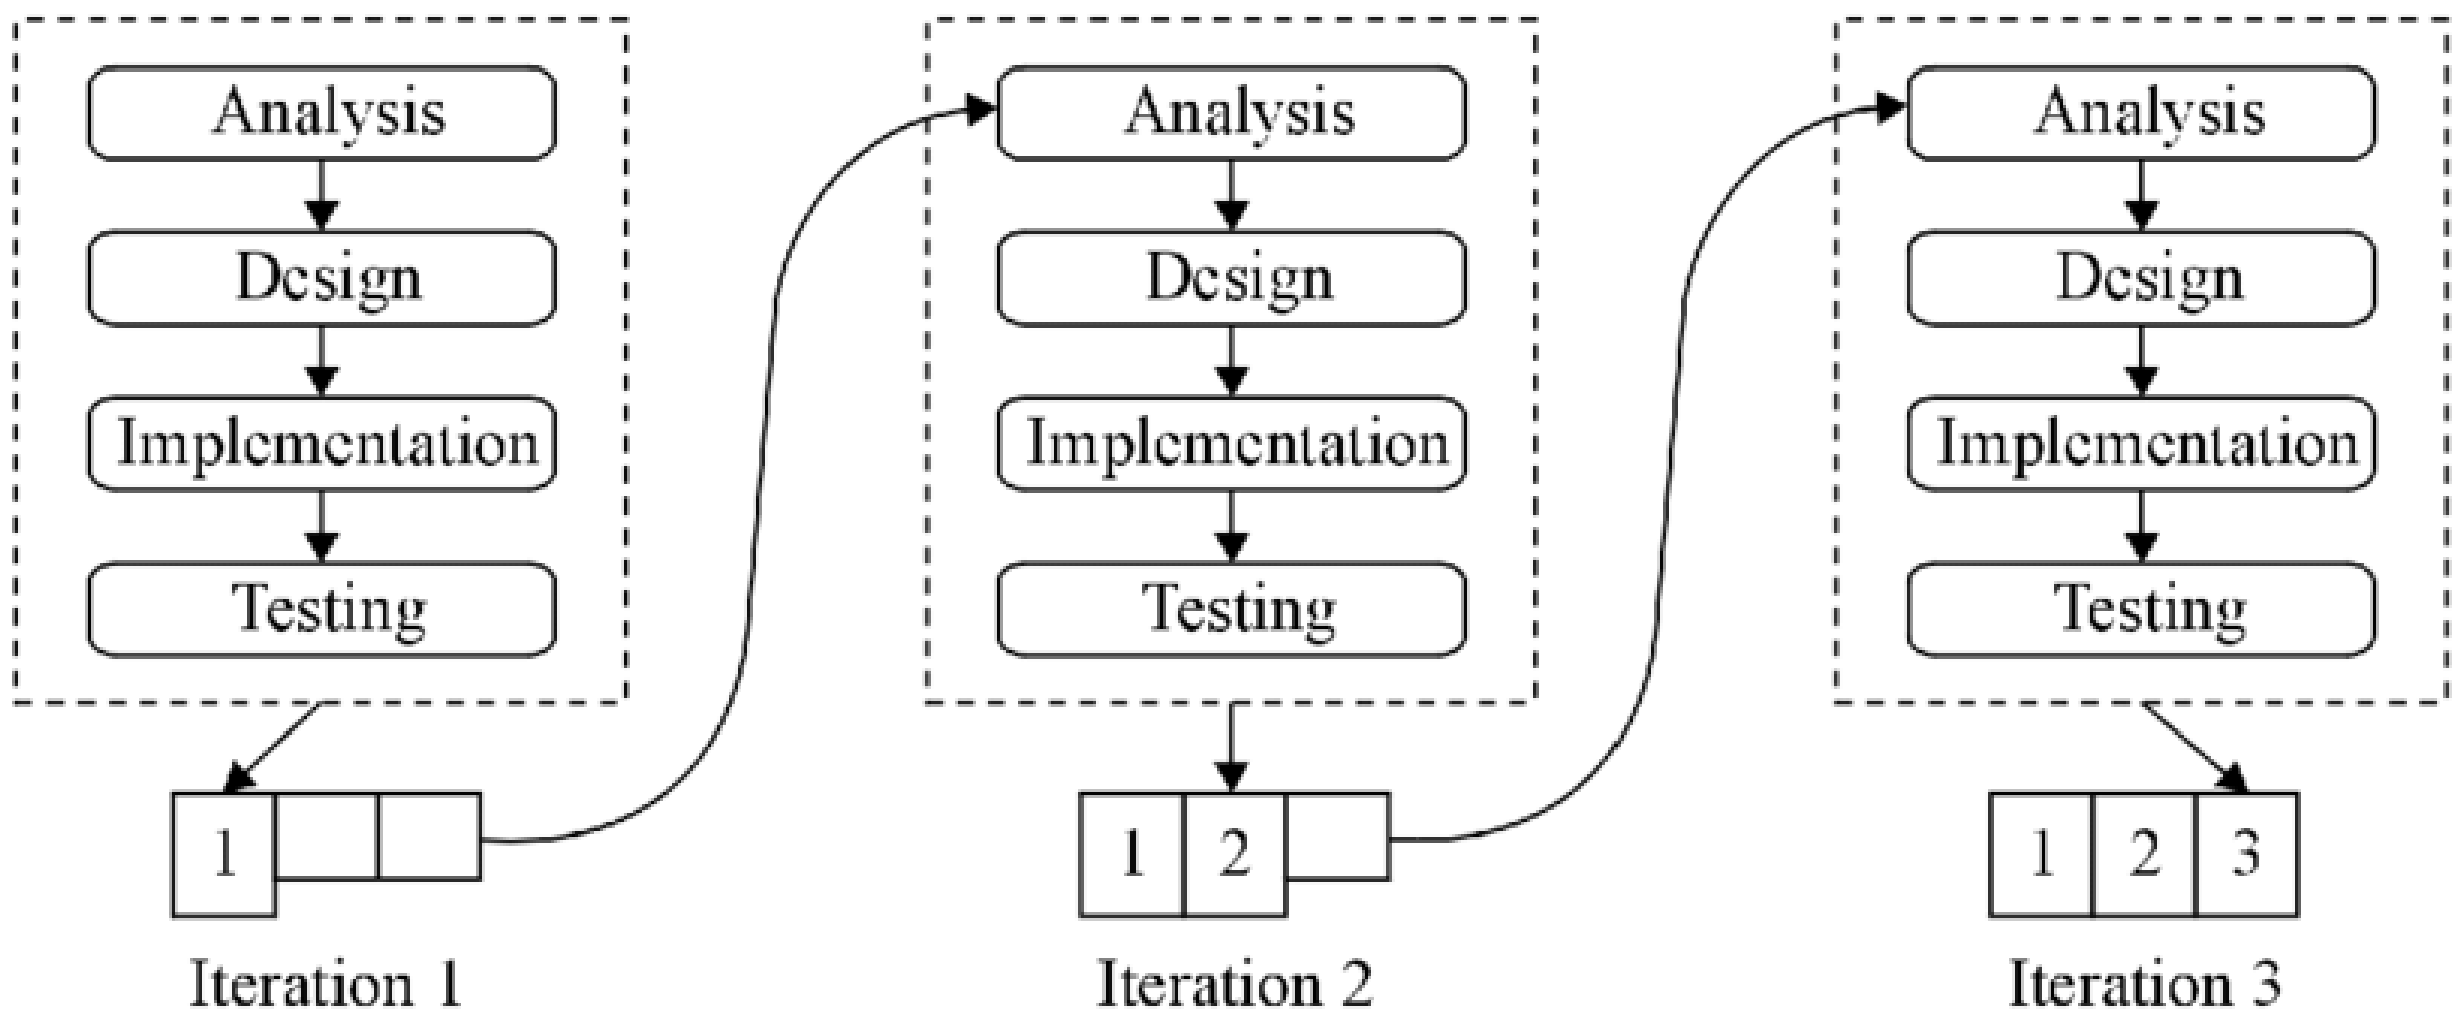 Analysis
Design
Implementation
Testing
1
Iteration 1
Analysis
Design
Implementation
Testing
1 2
Iteration 2
Analysis
Design
Implementation
Testing
1 2 3
Iteration 3